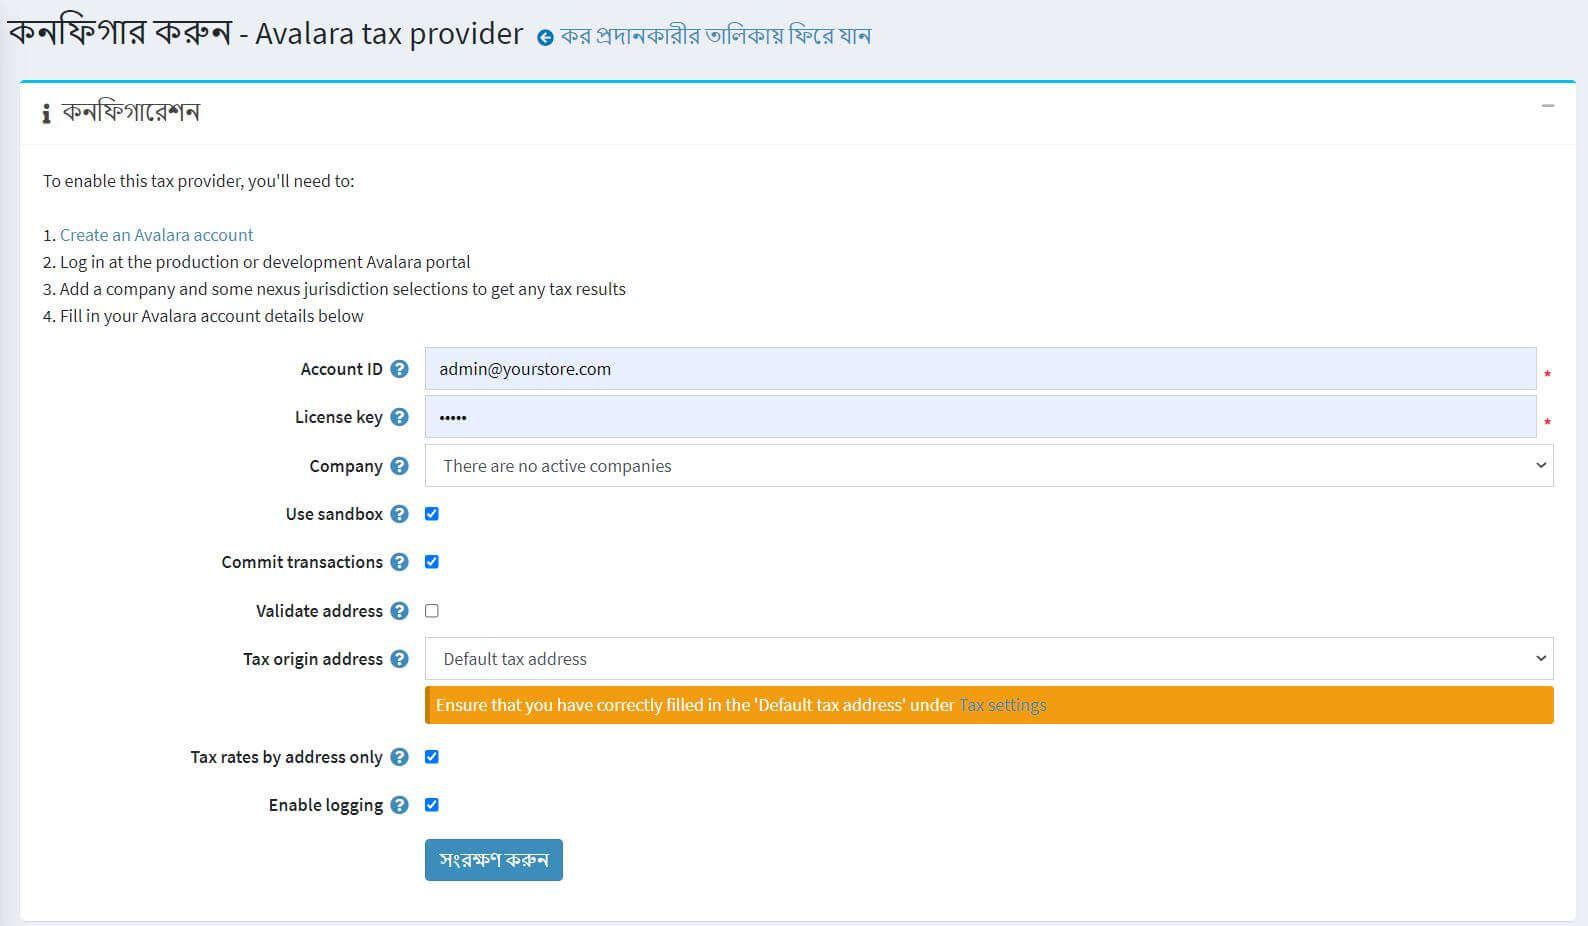 কনফিগার করুন - Avalara tax provider কর প্রদানকারীর তালিকায় ফিরে যান
কনফিগারেশন
To enable this tax provider, you'll need to:
1. Create an Avalara account
2. Log in at the production or development Avalara portal
3. Add a company and some nexus jurisdiction selections to get any tax results
4. Fill in your Avalara account details below
Account ID ? admin@yourstore.com *
License key ? ••••• *
Company ? There are no active companies
Use sandbox ?
Commit transactions ?
Validate address ?
Tax origin address ? Default tax address
Ensure that you have correctly filled in the 'Default tax address' under Tax settings
Tax rates by address only ?
Enable logging ?
সংরক্ষণ করুন